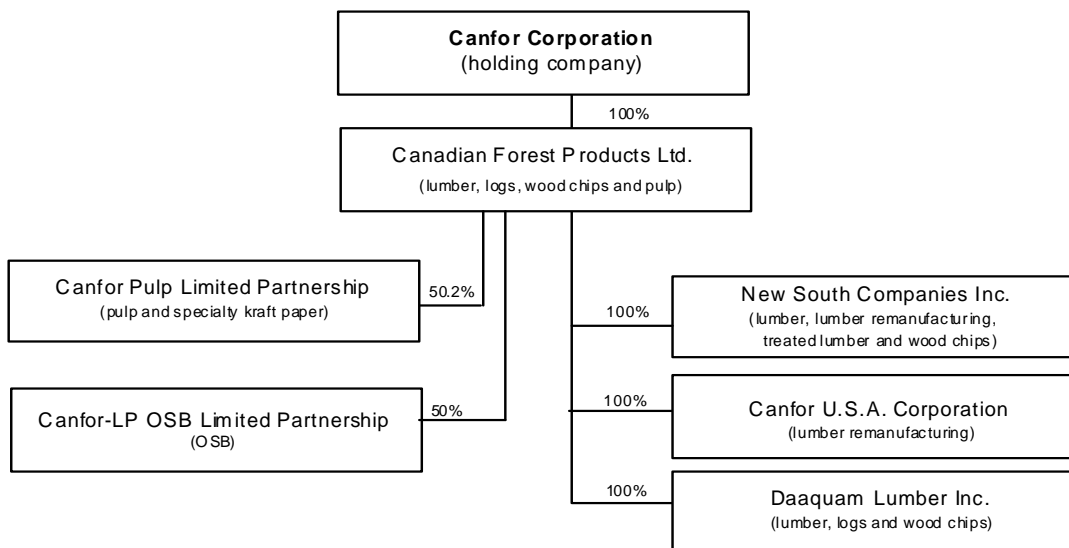 Canfor Corporation
(holding company)
100%
Canadian Forest Products Ltd.
(lumber, logs, wood chips and pulp)
Canfor Pulp Limited Partnership
(pulp and specialty kraft paper)
50.2%
Canfor-LP OSB Limited Partnership
(OSB)
50%
100%
New South Companies Inc.
(lumber, lumber remanufacturing,
treated lumber and wood chips)
100%
Canfor U.S.A. Corporation
(lumber remanufacturing)
100%
Daaquam Lumber Inc.
(lumber, logs and wood chips)